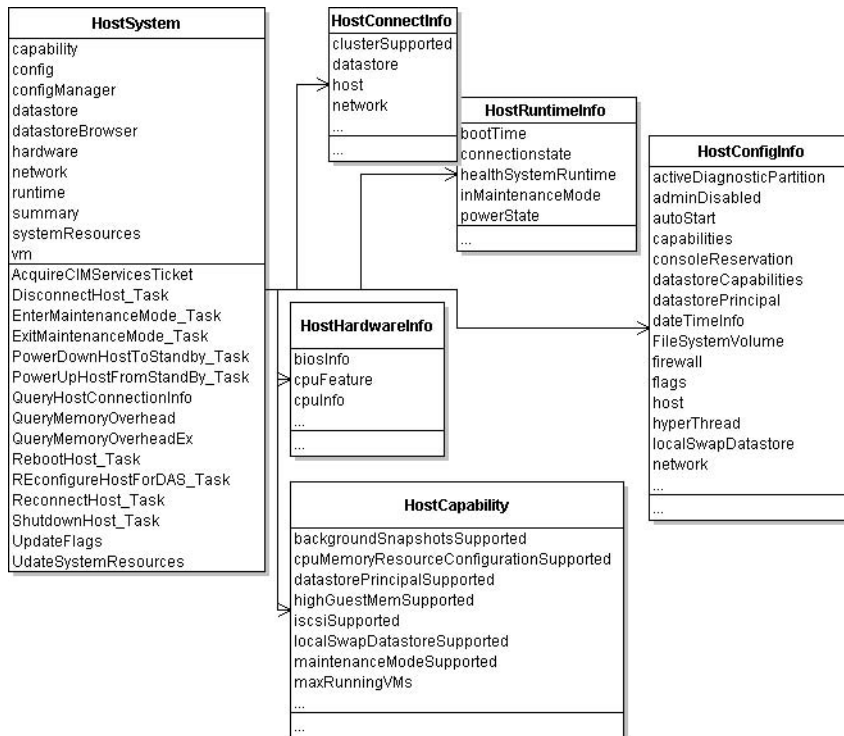 HostSystem
capability
config
configManager
datastore
datastoreBrowser
hardware
network
runtime
summary
systemResources
vm
AcquireCIMServicesTicket
DisconnectHost_Task
EnterMaintenanceMode_Task
ExitMaintenanceMode_Task
PowerDownHostToStandby_Task
PowerUpHostFromStandBy_Task
QueryHostConnectionInfo
QueryMemoryOverhead
QueryMemoryOverheadEx
RebootHost_Task
REconfigureHostForDAS_Task
ReconnectHost_Task
ShutdownHost_Task
UpdateFlags
UdateSystemResources
HostConnectInfo
clusterSupported
datastore
host
network
...
...
HostRuntimeInfo
bootTime
connectionstate
healthSystemRuntime
inMaintenanceMode
powerState
...
HostConfigInfo
activeDiagnosticPartition
adminDisabled
autoStart
capabilities
consoleReservation
datastoreCapabilities
datastorePrincipal
dateTimeInfo
FileSystemVolume
firewall
flags
host
hyperThread
localSwapDatastore
network
...
...
HostHardwareInfo
biosInfo
cpuFeature
cpuInfo
...
...
HostCapability
backgroundSnapshotsSupported
cpuMemoryResourceConfigurationSupported
datastorePrincipalSupported
highGuestMemSupported
iscsiSupported
localSwapDatastoreSupported
maintenanceModeSupported
maxRunningVMs
...
...